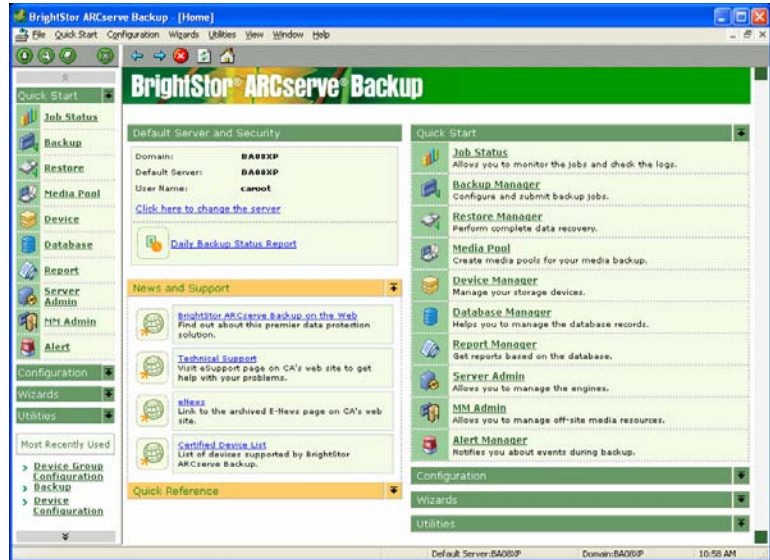 BrightStor ARCserve Backup - [Home]
File Quick Start Configuration Wizards Utilities View Window Help
Quick Start
Job Status
Backup
Restore
Media Pool
Device
Database
Report
Server
Admin
MM Admin
Alert
Configuration
Wizards
Utilities
Most Recently Used
Device Group
Configuration
Backup
Device
Configuration
BrightStor® ARCserve® Backup
Default Server and Security
Domain: BA08XP
Default Server: BA08XP
User Name: caroot
Click here to change the server
Daily Backup Status Report
News and Support
BrightStor ARCserve Backup on the Web
Find out about this premier data protection
solution.
Technical Support
Visit eSupport page on CA's web site to get
help with your problems.
eNews
Link to the archived E-News page on CA's web
site.
Certified Device List
List of devices supported by BrightStor
ARCserve Backup.
Quick Reference
Quick Start
Job Status
Allows you to monitor the jobs and check the logs.
Backup Manager
Configure and submit backup jobs.
Restore Manager
Perform complete data recovery.
Media Pool
Create media pools for your media backup.
Device Manager
Manage your storage devices.
Database Manager
Helps you to manage the database records.
Report Manager
Get reports based on the database.
Server Admin
Allows you to manage the engines.
MM Admin
Allows you to manage off-site media resources.
Alert Manager
Notifies you about events during backup.
Configuration
Wizards
Utilities
Default Server:BA08XP Domain:BA08XP 10:58 AM